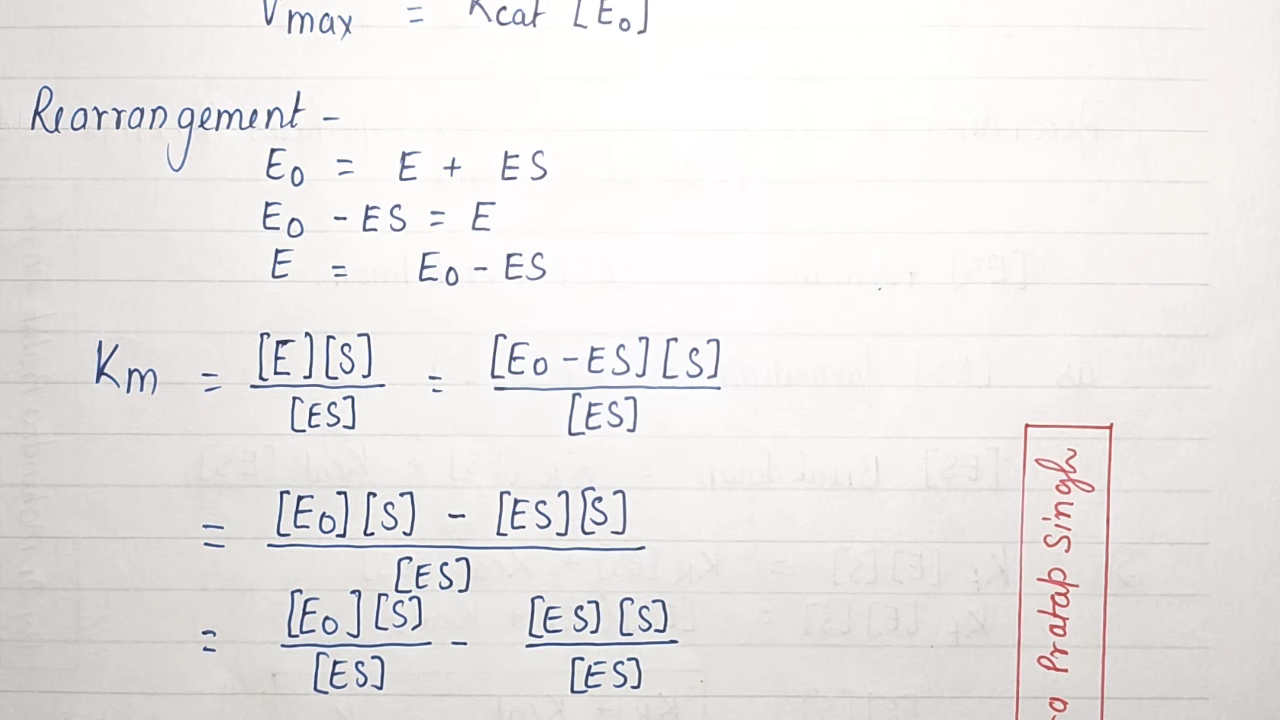 Vmax = Kcat [E₀]
Rearrangement -
E₀ = E + ES
E₀ - ES = E
E = E₀ - ES
Km = [E][S] / [ES] = [E₀ - ES][S] / [ES]
= [E₀][S] - [ES][S] / [ES]
= [E₀][S] / [ES] - [ES][S] / [ES]
Pratap Singh